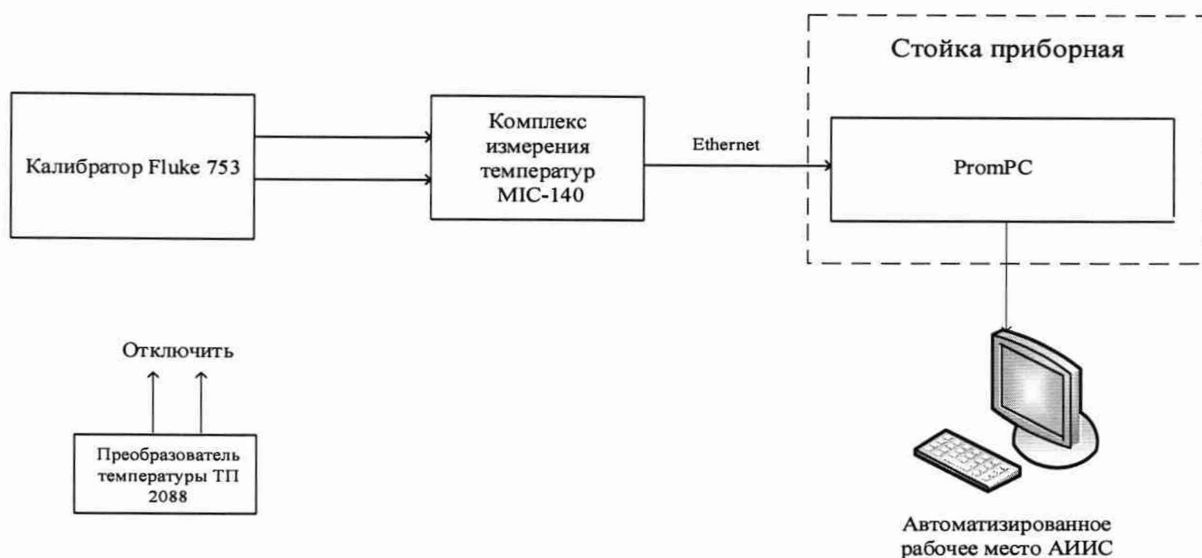 Стойка приборная
Калибратор Fluke 753
Комплекс
измерения
температур
MIC-140
Ethernet
PromPC
Отключить
Преобразователь
температуры ТП
2088
Автоматизированное
рабочее место АИИС